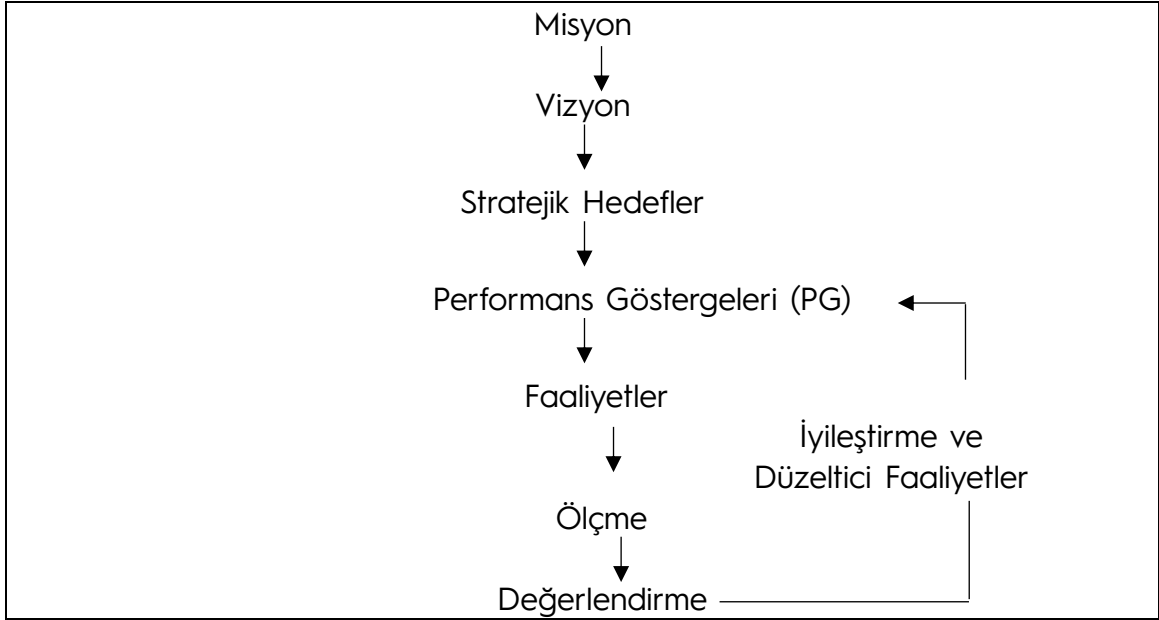 Misyon
Vizyon
Stratejik Hedefler
Performans Göstergeleri (PG)
Faaliyetler
İyileştirme ve
Düzeltici Faaliyetler
Ölçme
Değerlendirme